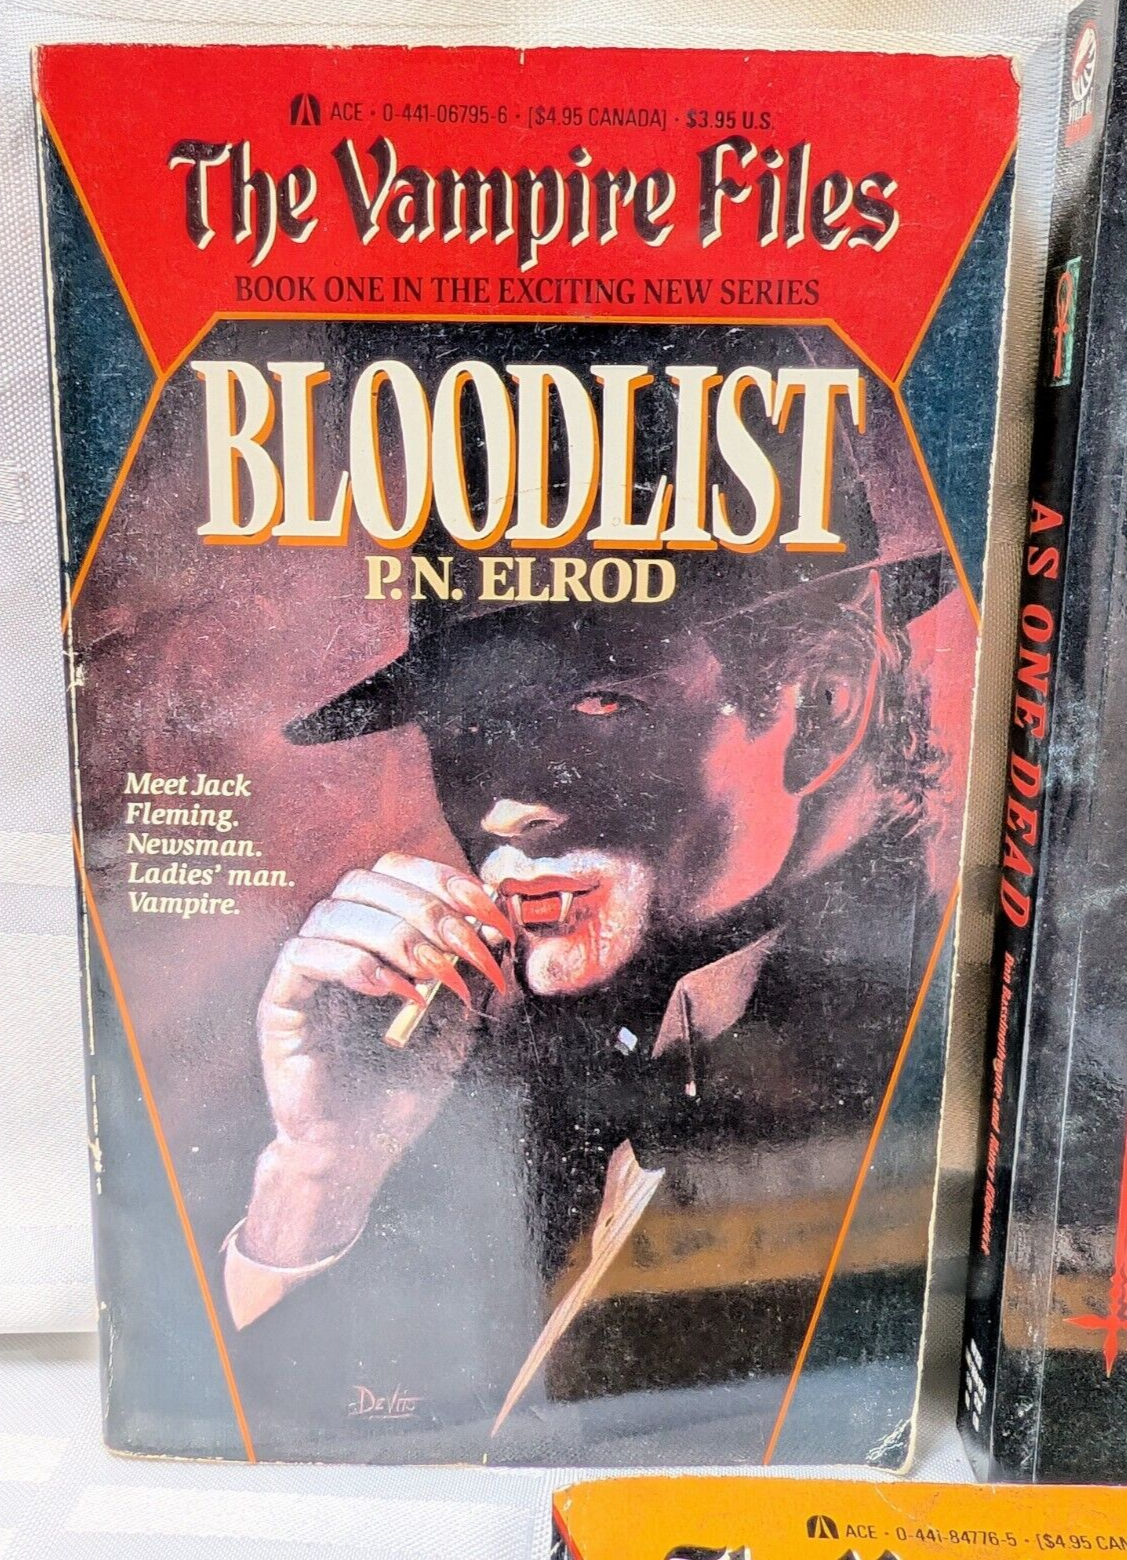 ACE · 0-441-06795-6 · [$4.95 CANADA] · $3.95 U.S.
The Vampire Files
BOOK ONE IN THE EXCITING NEW SERIES
BLOODLIST
P.N. ELROD
Meet Jack
Fleming.
Newsman.
Ladies' man.
Vampire.
DeVito
AS ONE DEAD
ACE · 0-441-84776-5 · [$4.95 CAN